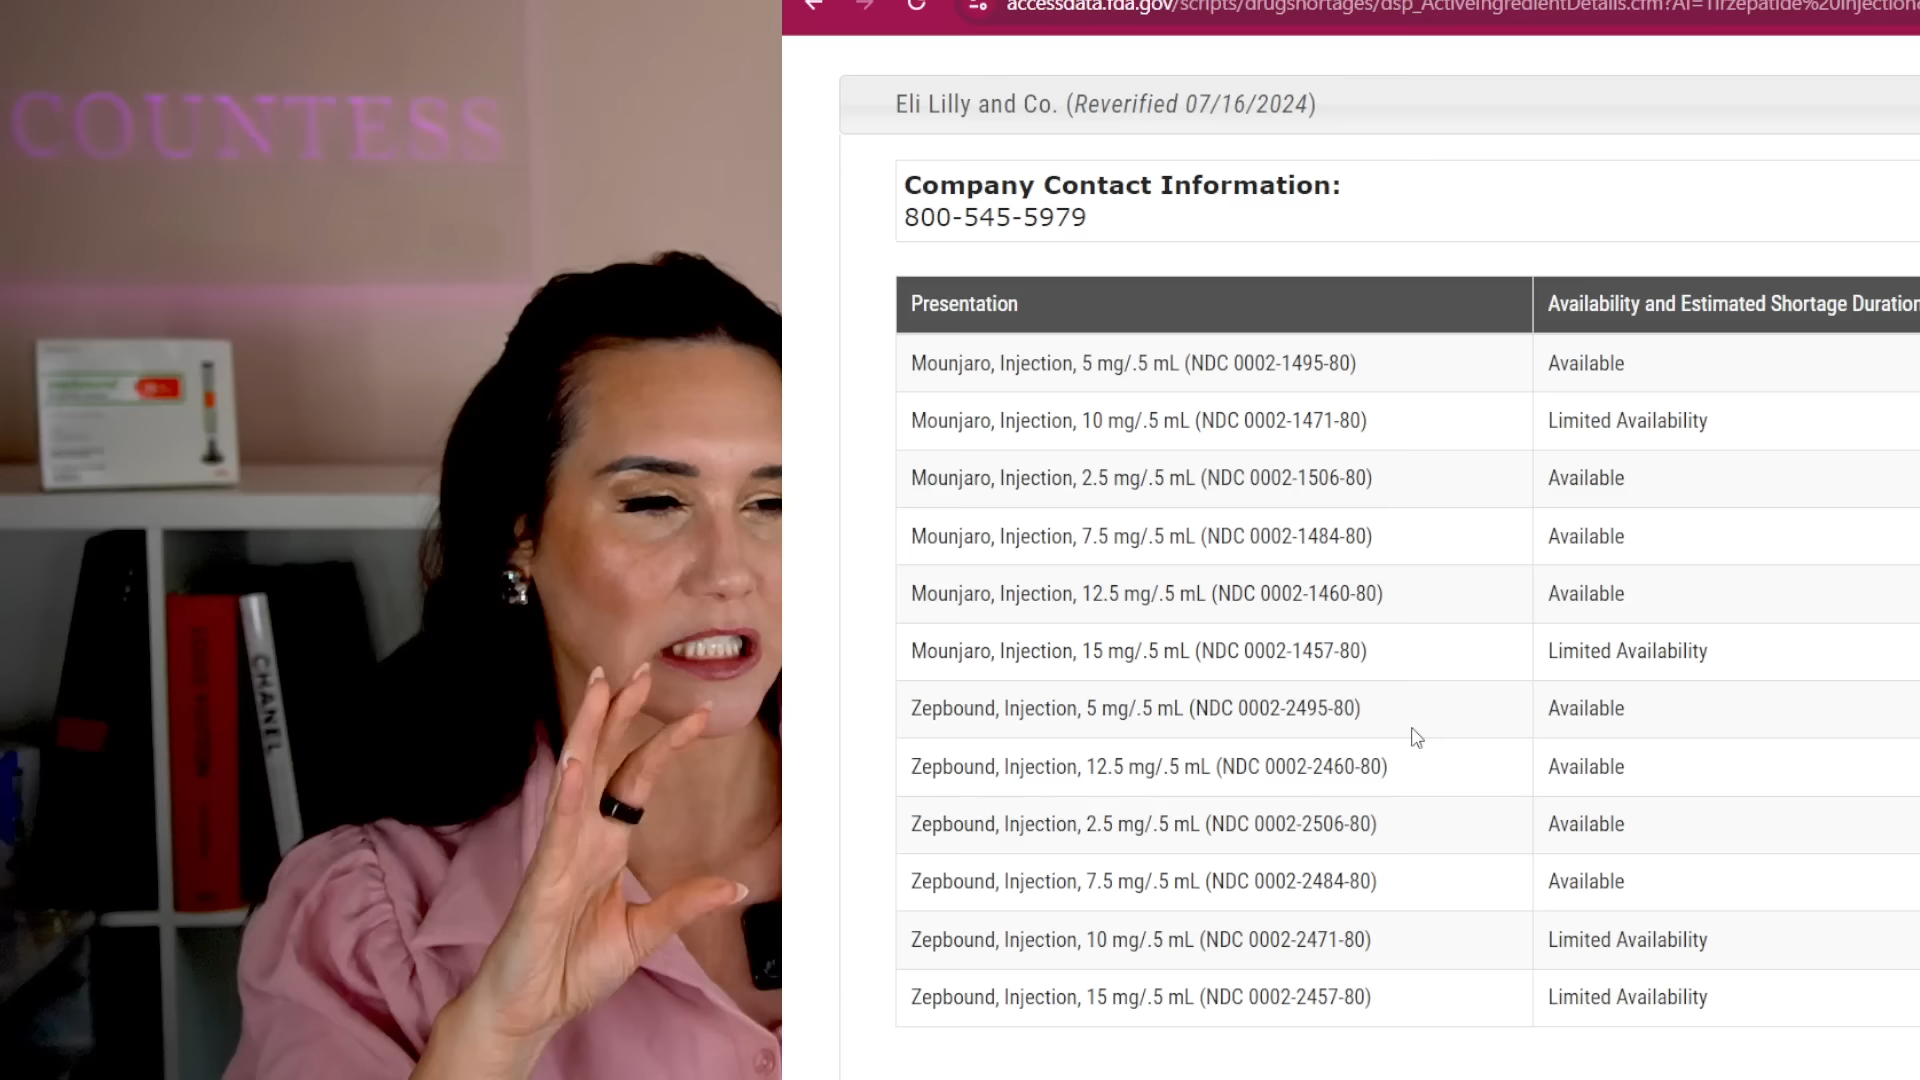 COUNTESS
CHANEL
accessdata.fda.gov/scripts/drugshortages/dsp_ActiveIngredientDetails.cfm?AI=Tirzepatide%20Injection
Eli Lilly and Co. (Reverified 07/16/2024)
Company Contact Information:
800-545-5979
Presentation Availability and Estimated Shortage Duration
Mounjaro, Injection, 5 mg/.5 mL (NDC 0002-1495-80) Available
Mounjaro, Injection, 10 mg/.5 mL (NDC 0002-1471-80) Limited Availability
Mounjaro, Injection, 2.5 mg/.5 mL (NDC 0002-1506-80) Available
Mounjaro, Injection, 7.5 mg/.5 mL (NDC 0002-1484-80) Available
Mounjaro, Injection, 12.5 mg/.5 mL (NDC 0002-1460-80) Available
Mounjaro, Injection, 15 mg/.5 mL (NDC 0002-1457-80) Limited Availability
Zepbound, Injection, 5 mg/.5 mL (NDC 0002-2495-80) Available
Zepbound, Injection, 12.5 mg/.5 mL (NDC 0002-2460-80) Available
Zepbound, Injection, 2.5 mg/.5 mL (NDC 0002-2506-80) Available
Zepbound, Injection, 7.5 mg/.5 mL (NDC 0002-2484-80) Available
Zepbound, Injection, 10 mg/.5 mL (NDC 0002-2471-80) Limited Availability
Zepbound, Injection, 15 mg/.5 mL (NDC 0002-2457-80) Limited Availability